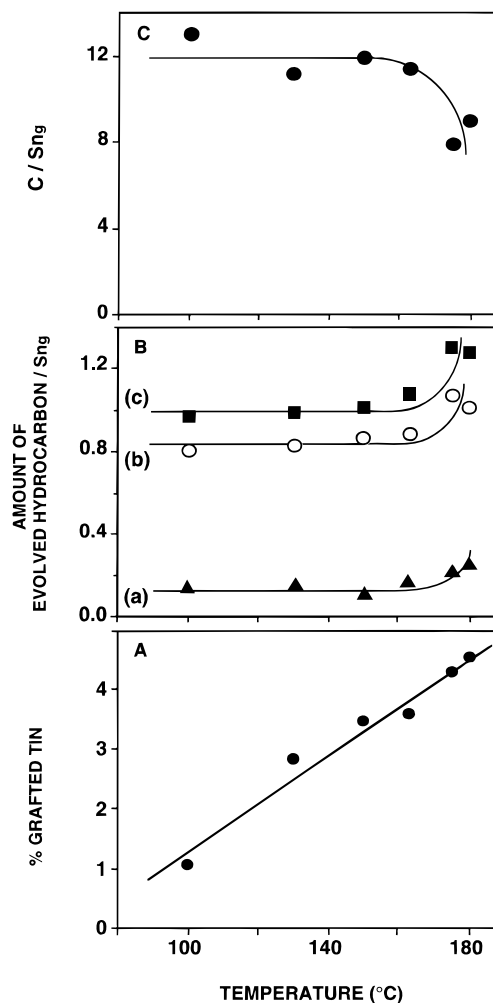 C
12
8
4
0
C / Sng
B
1.2
(c)
0.8
(b)
0.4
(a)
0.0
AMOUNT OF
EVOLVED HYDROCARBON / Sng
A
4
3
2
1
0
% GRAFTED TIN
100 140 180
TEMPERATURE (°C)